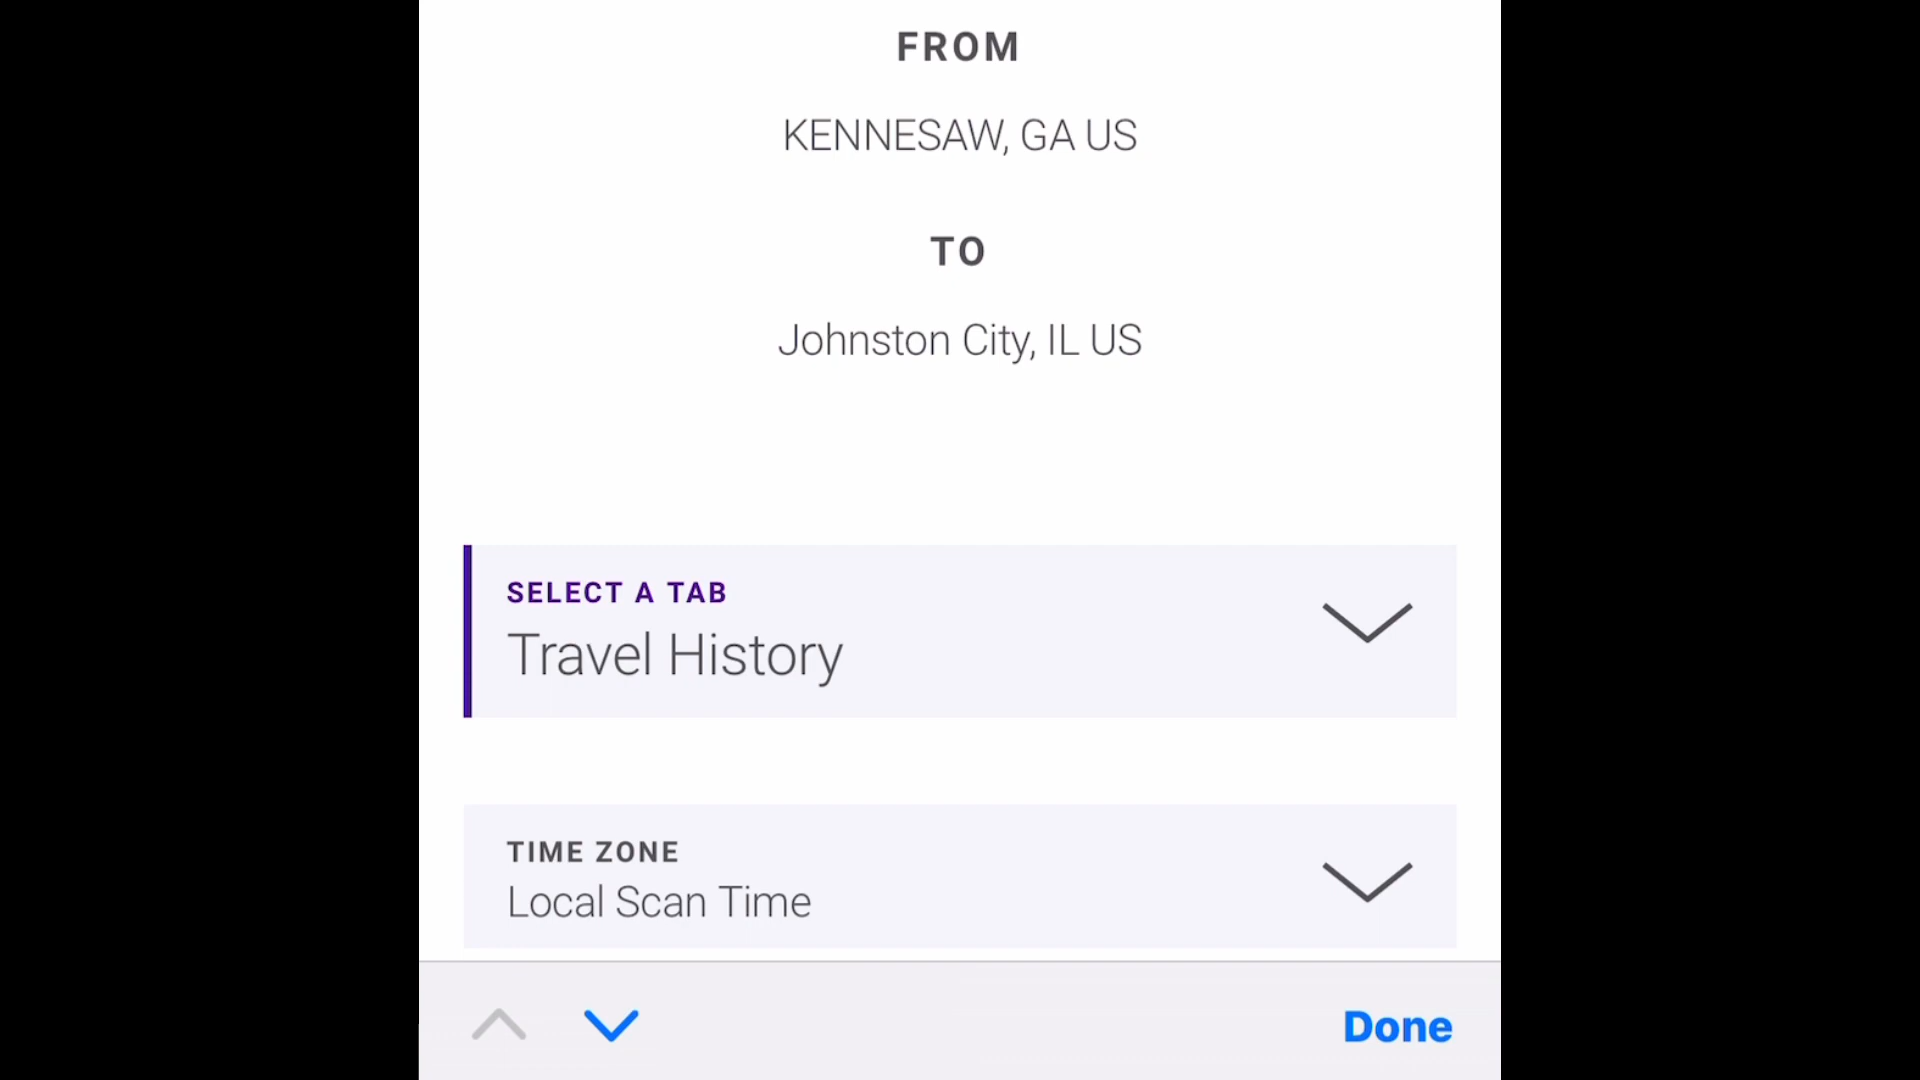 FROM
KENNESAW, GA US
TO
Johnston City, IL US
SELECT A TAB
Travel History
TIME ZONE
Local Scan Time
Done